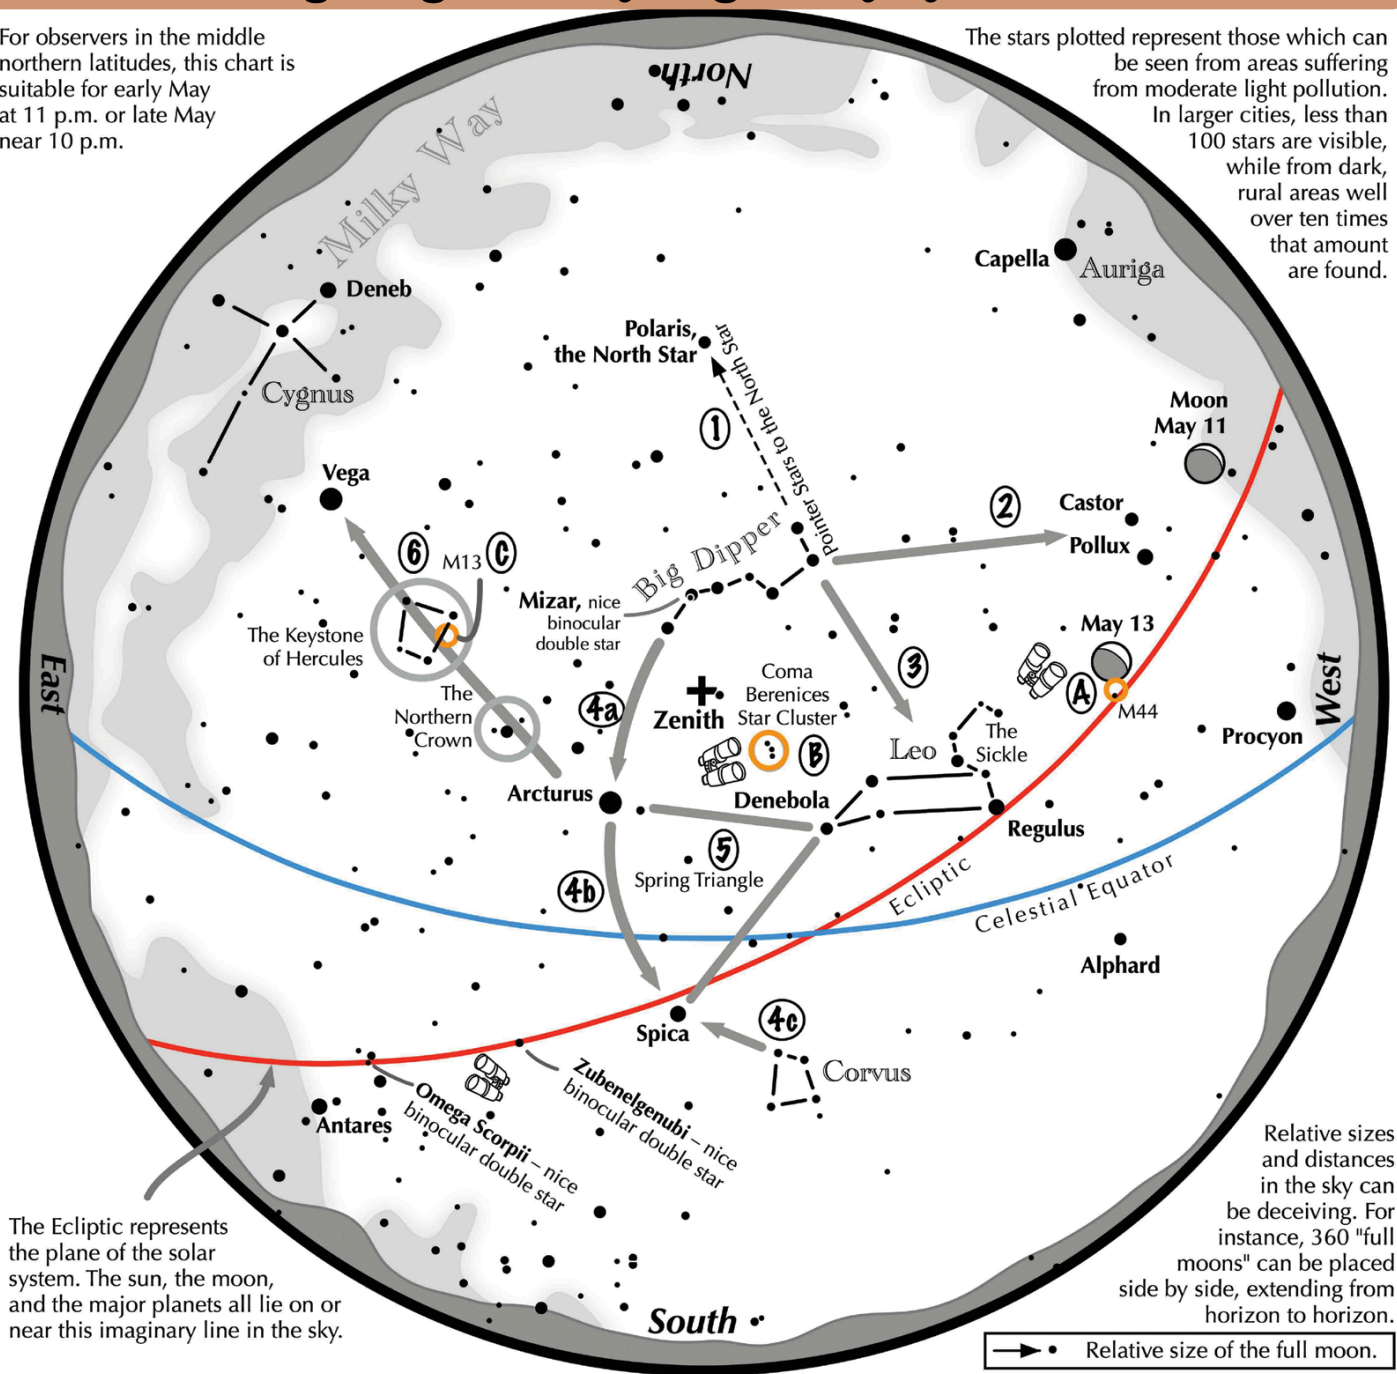 For observers in the middle
northern latitudes, this chart is
suitable for early May
at 11 p.m. or late May
near 10 p.m.
The stars plotted represent those which can
be seen from areas suffering
from moderate light pollution.
In larger cities, less than
100 stars are visible,
while from dark,
rural areas well
over ten times
that amount
are found.
North
Milky Way
Capella
Auriga
Deneb
Cygnus
Polaris,
the North Star
Pointer Stars to the North Star
1
Moon
May 11
Vega
2
Castor
Pollux
6
M13
C
Big Dipper
Mizar, nice
binocular
double star
The Keystone
of Hercules
3
May 13
A
M44
East
West
The
Northern
Crown
4a
Zenith
Coma
Berenices
Star Cluster
B
Leo
The
Sickle
Procyon
Arcturus
Denebola
Regulus
5
Spring Triangle
4b
Ecliptic
Celestial Equator
Alphard
Spica
4c
Corvus
Zubenelgenubi – nice
binocular double star
Omega Scorpii – nice
binocular double star
Antares
The Ecliptic represents
the plane of the solar
system. The sun, the moon,
and the major planets all lie on or
near this imaginary line in the sky.
South
Relative sizes
and distances
in the sky can
be deceiving. For
instance, 360 "full
moons" can be placed
side by side, extending from
horizon to horizon.
Relative size of the full moon.